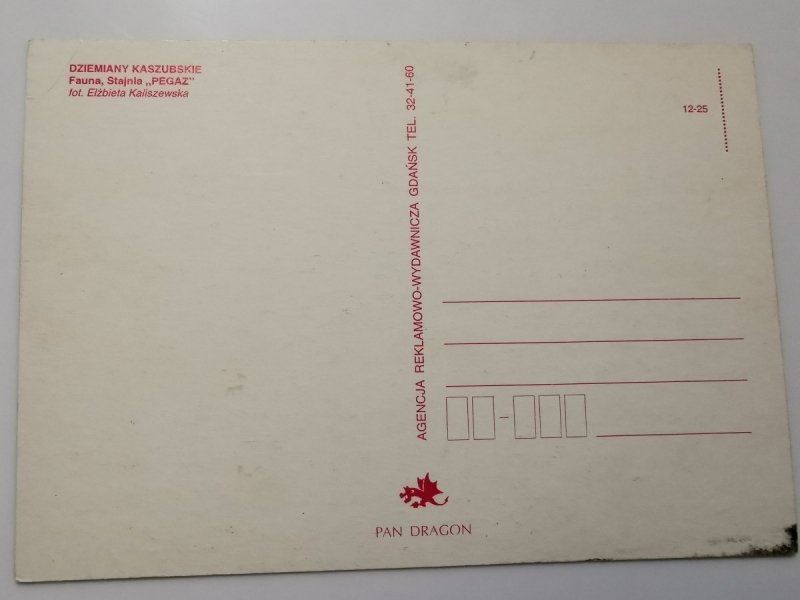 DZIEMIANY KASZUBSKIE
Fauna, Stajnia „PEGAZ"
fot. Elżbieta Kaliszewska
AGENCJA REKLAMOWO-WYDAWNICZA GDAŃSK TEL. 32-41-60
12-25
PAN DRAGON